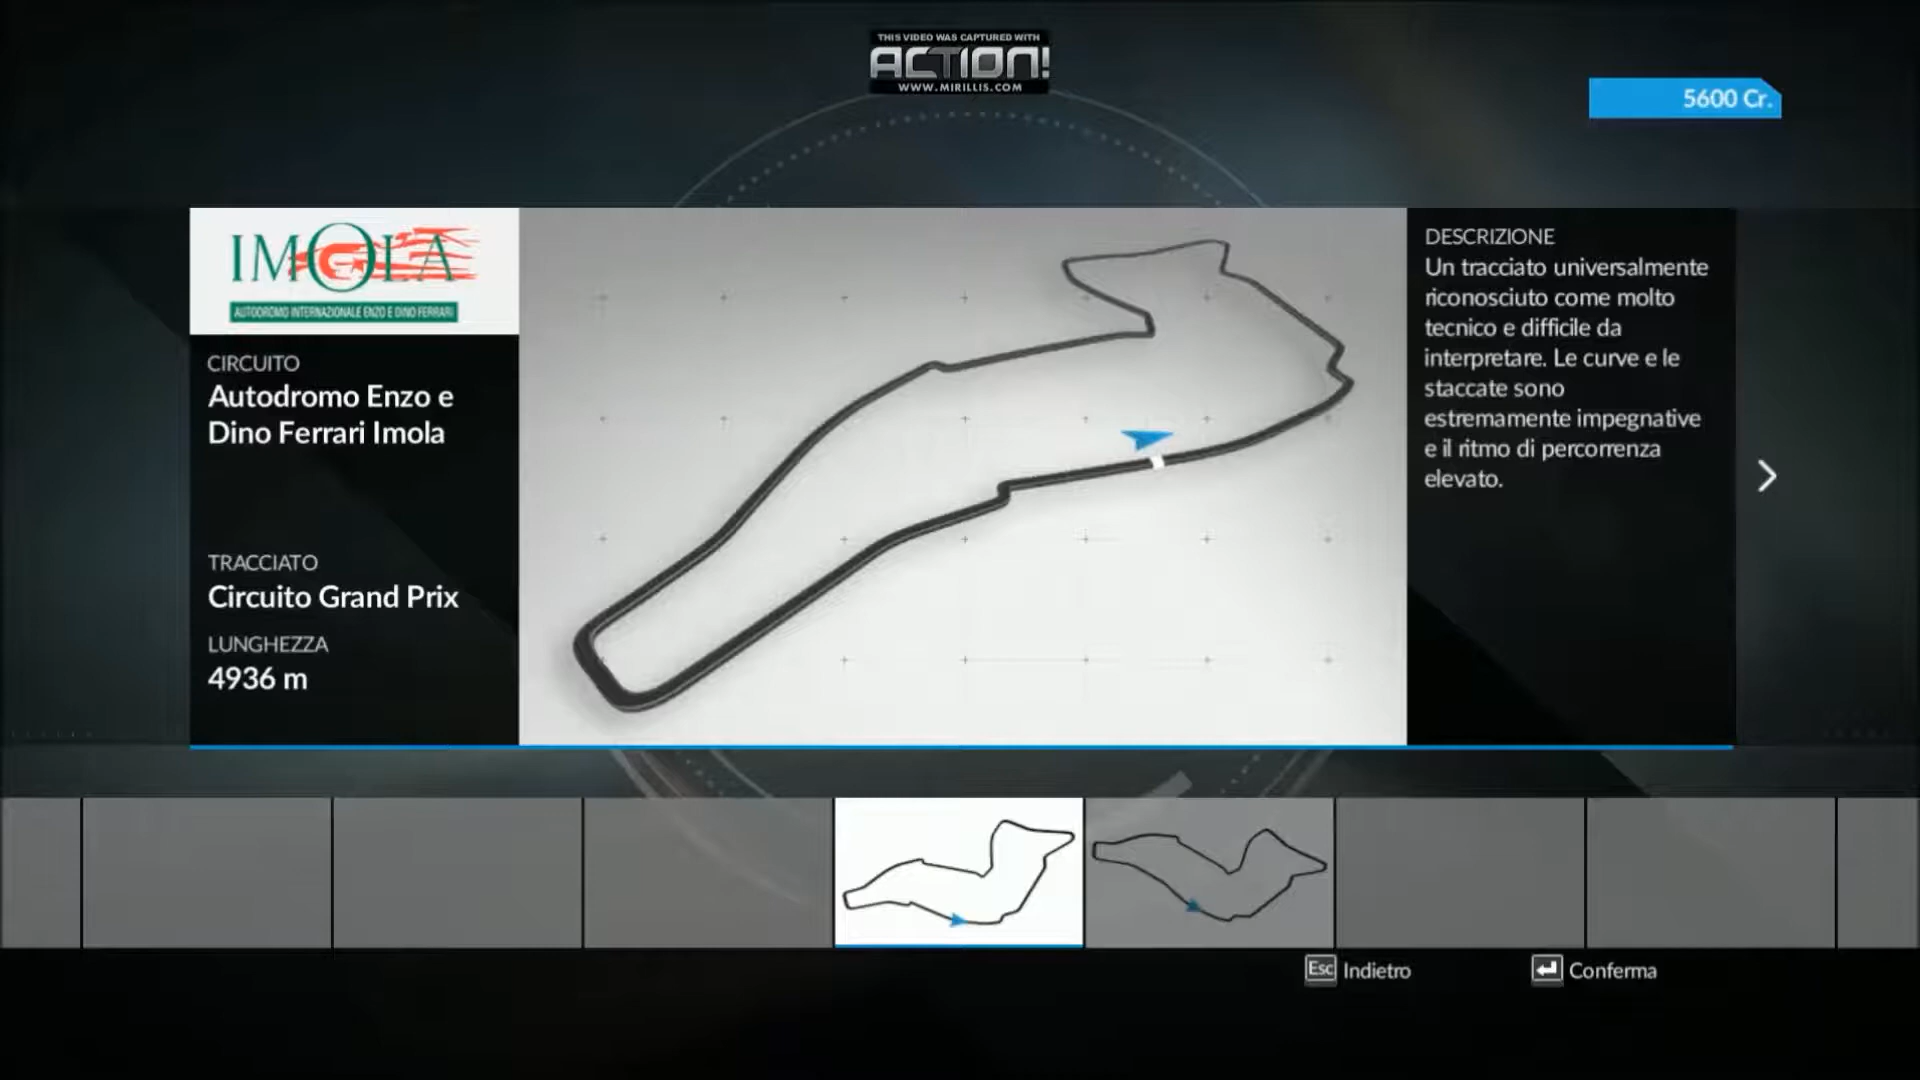 THIS VIDEO WAS CAPTURED WITH
ACTION!
WWW.MIRILLIS.COM
5600 Cr.
IMOLA
AUTODROMO INTERNAZIONALE ENZO E DINO FERRARI
CIRCUITO
Autodromo Enzo e
Dino Ferrari Imola
TRACCIATO
Circuito Grand Prix
LUNGHEZZA
4936 m
DESCRIZIONE
Un tracciato universalmente
riconosciuto come molto
tecnico e difficile da
interpretare. Le curve e le
staccate sono
estremamente impegnative
e il ritmo di percorrenza
elevato.
Esc Indietro
Conferma